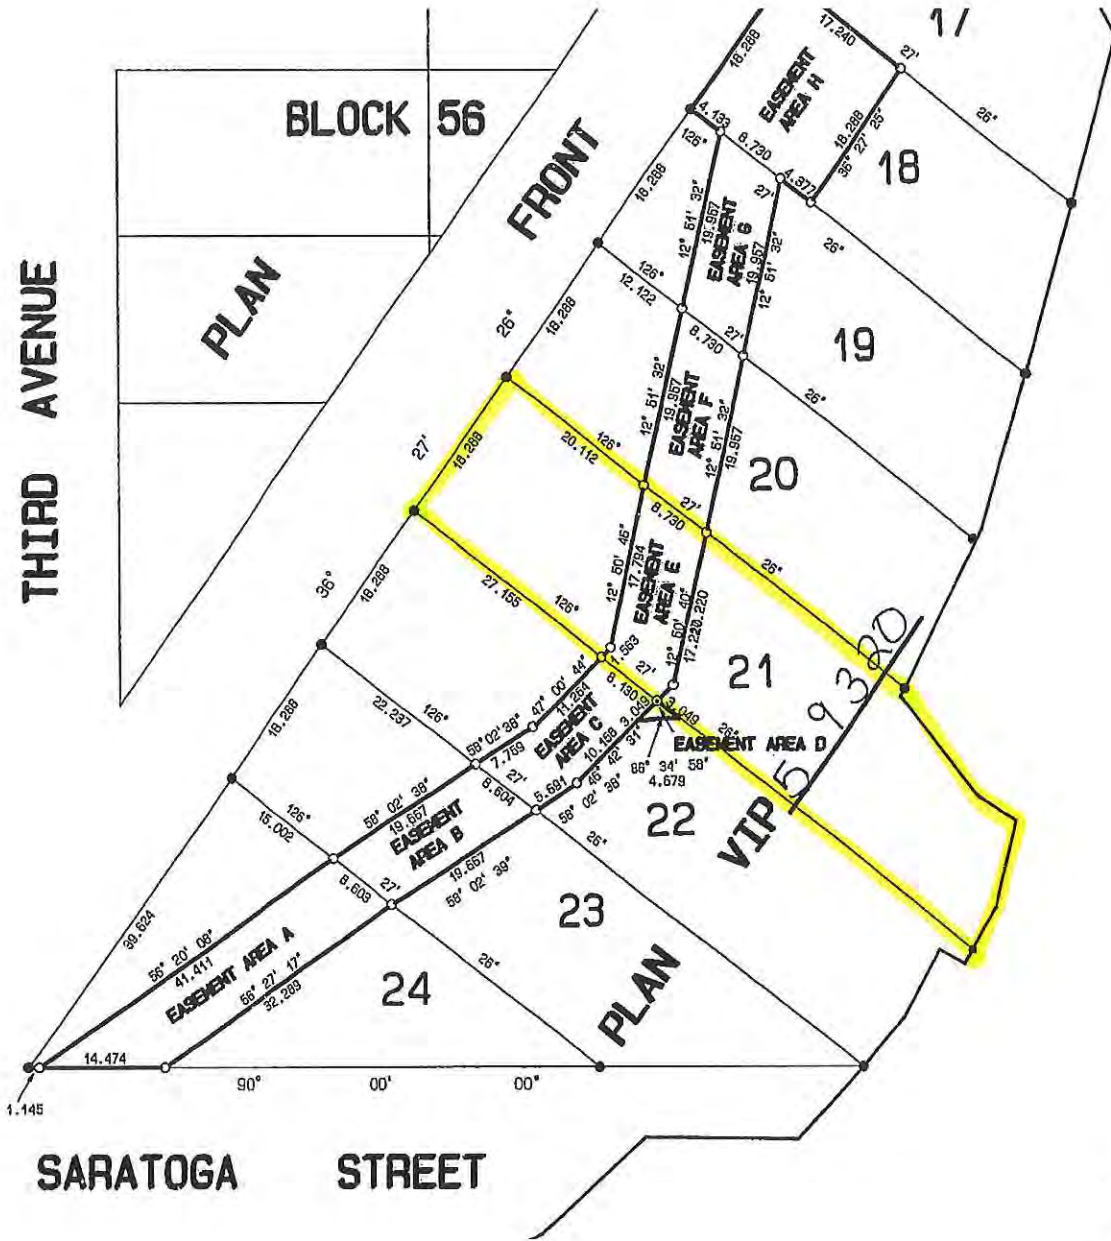 17
17.240
27'
18.288
EASEMENT
AREA H
26"
BLOCK 56
4.133
126°
8.730
18.288
36° 27' 25"
18
4.377
27'
FRONT
18.288
12° 51' 32"
19.957
EASEMENT
AREA G
19.957
12° 51' 32"
26"
THIRD AVENUE
PLAN
126°
12.122
8.730
27'
19
26"
18.288
12° 51' 32"
19.957
EASEMENT
AREA F
12° 51' 32"
19.957
26"
27'
18.288
126°
20.112
27'
8.730
20
26"
36°
18.288
27.155
126°
12° 50' 46"
17.794
EASEMENT
AREA E
12° 50' 40"
17.220
1.563
27'
8.130
21
VIP 59320
18.288
22.237
126°
47° 00' 44"
11.254
58° 02' 38"
7.759
EASEMENT
AREA C
3.049
3.049
26"
EASEMENT AREA D
10.158
46° 42' 31"
86° 34' 58"
4.679
27'
8.604
5.691
58° 02' 38"
22
126°
15.002
58° 02' 38"
19.667
EASEMENT
AREA B
26"
39.624
8.603
27'
19.657
58° 02' 39"
23
56° 20' 08"
41.411
EASEMENT AREA A
56° 27' 17"
32.289
26"
24
PLAN
14.474
90° 00' 00"
1.145
SARATOGA STREET